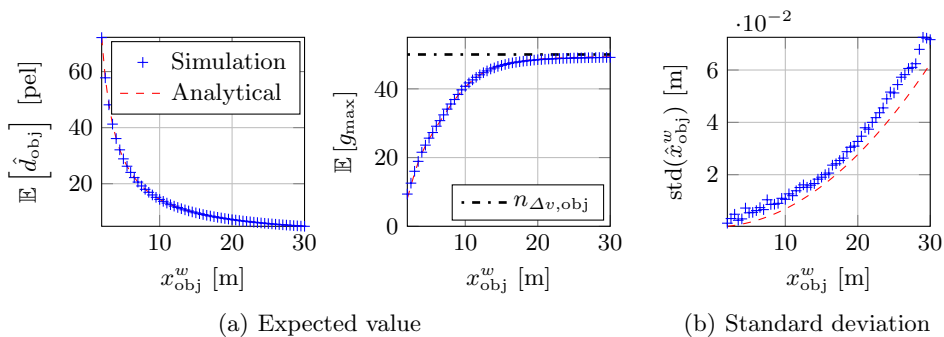 ·10⁻²
60
40
20
10
20
30
𝔼 [d̂_obj] [pel]
x^w_obj [m]
Simulation
Analytical
40
20
0
10
20
30
𝔼 [g_max]
x^w_obj [m]
n_Δv,obj
6
4
2
10
20
30
std(x̂^w_obj) [m]
x^w_obj [m]
(a) Expected value
(b) Standard deviation